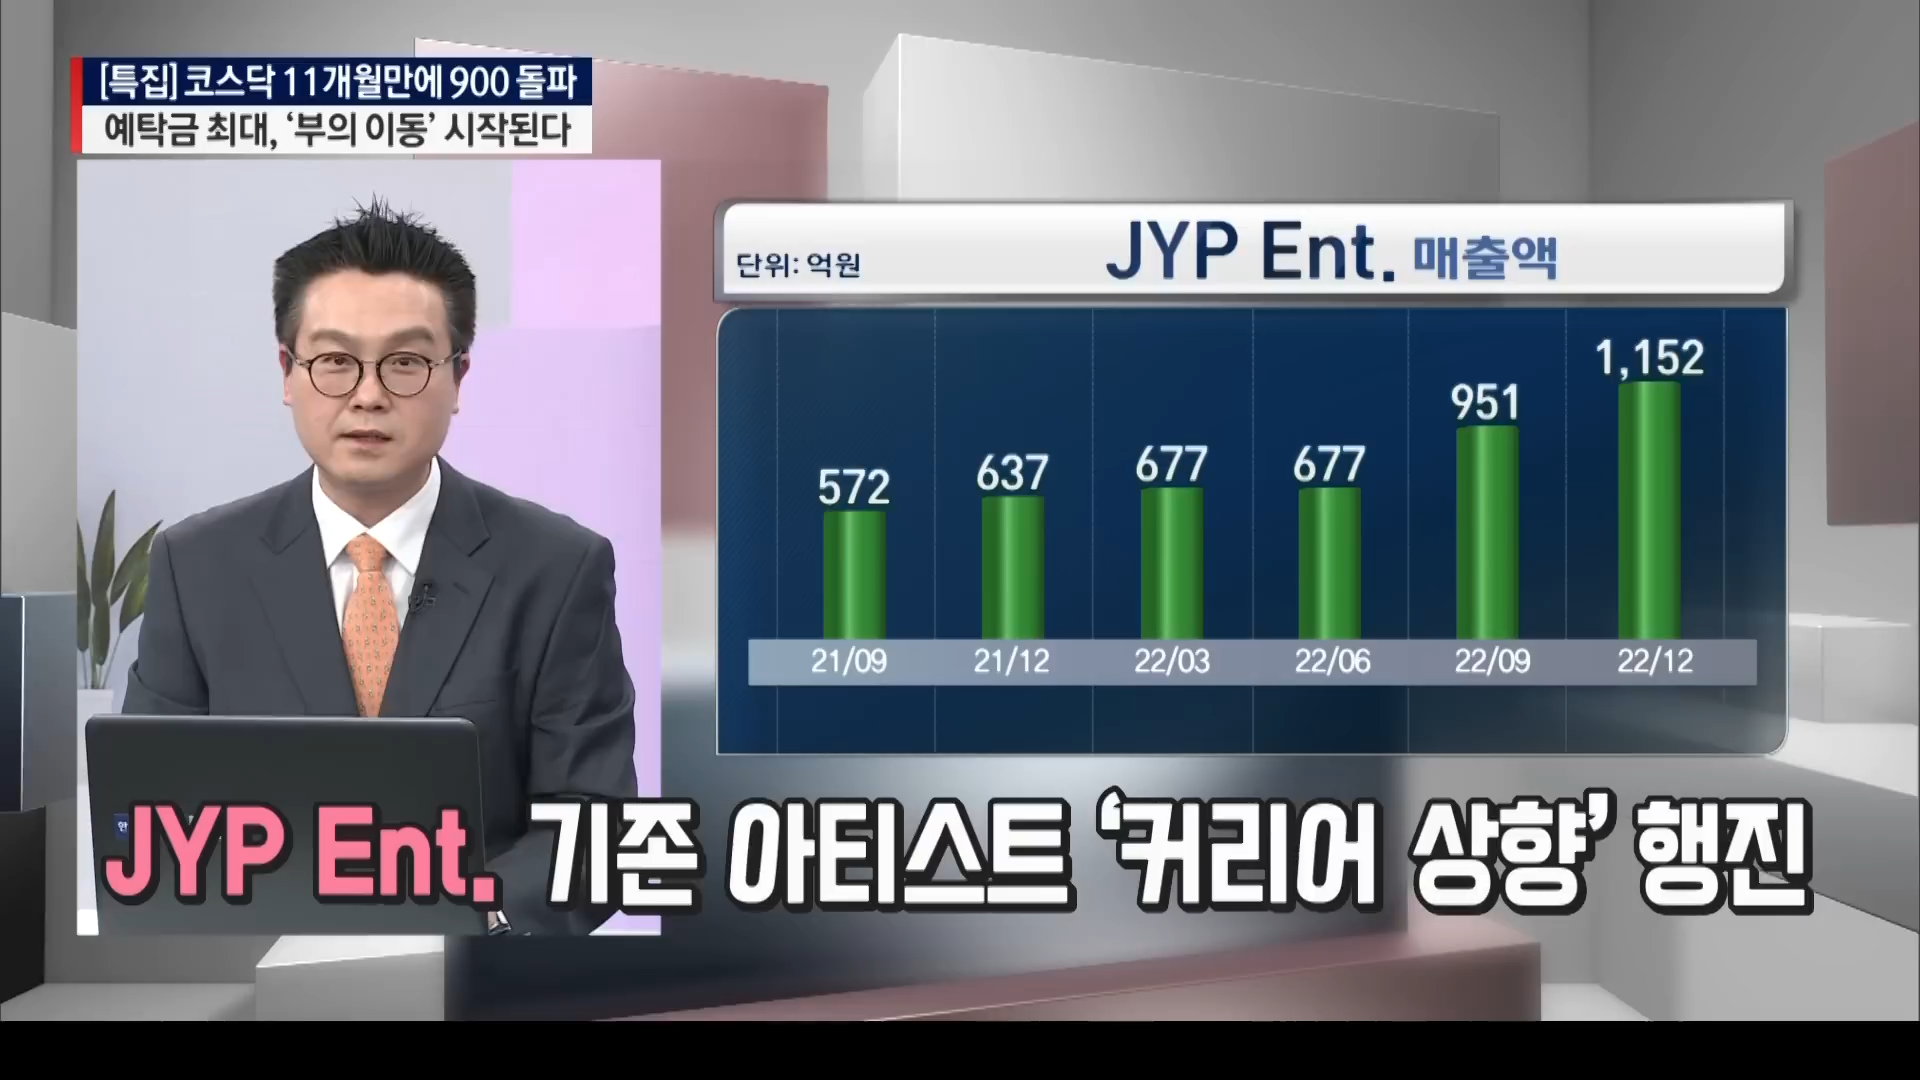 [특집] 코스닥 11개월만에 900 돌파
예탁금 최대, ‘부의 이동’ 시작된다
단위: 억원
JYP Ent. 매출액
572
637
677
677
951
1,152
21/09
21/12
22/03
22/06
22/09
22/12
JYP Ent. 기존 아티스트 ‘커리어 상향’ 행진